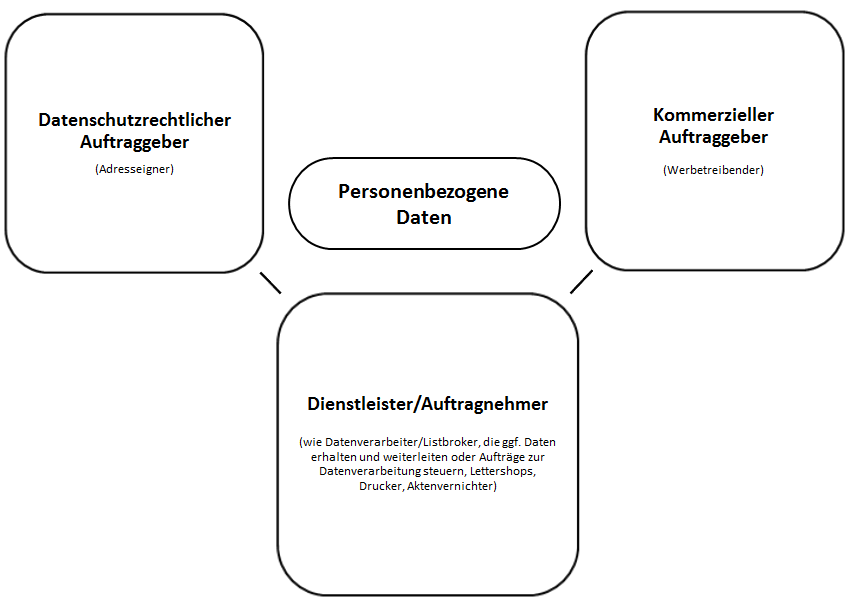 Datenschutzrechtlicher
Auftraggeber
(Adresseigner)
Kommerzieller
Auftraggeber
(Werbetreibender)
Personenbezogene
Daten
Dienstleister/Auftragnehmer
(wie Datenverarbeiter/Listbroker, die ggf. Daten
erhalten und weiterleiten oder Aufträge zur
Datenverarbeitung steuern, Lettershops,
Drucker, Aktenvernichter)